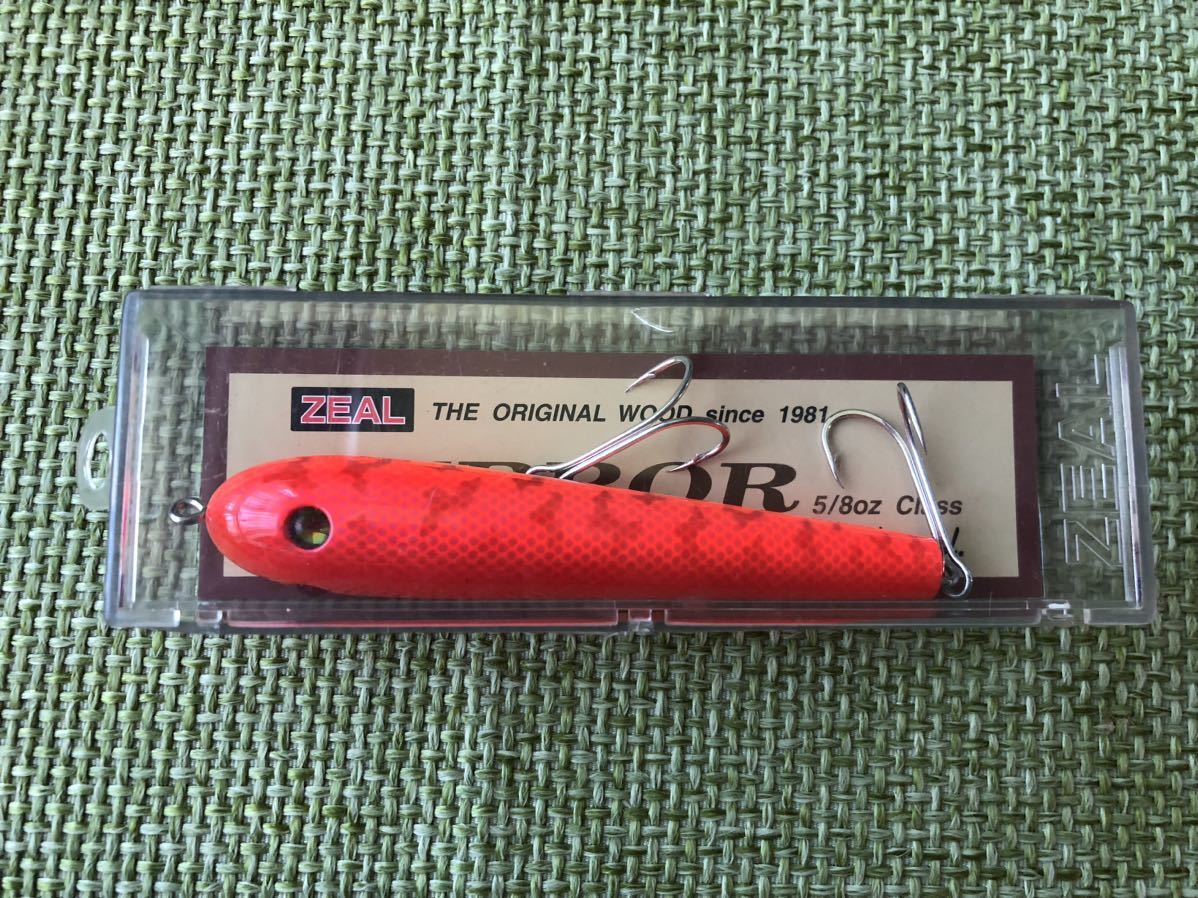 ZEAL THE ORIGINAL WOOD since 1981
5/8oz Class
ZEAL